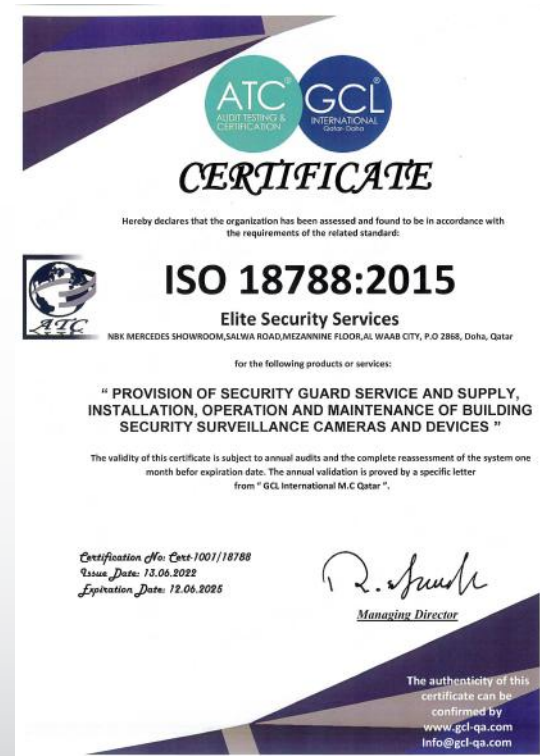 ATC®
AUDIT TESTING &
CERTIFICATION
GCL®
INTERNATIONAL
Qatar- Doha
CERTIFICATE
Hereby declares that the organization has been assessed and found to be in accordance with
the requirements of the related standard:
ATC
ISO 18788:2015
Elite Security Services
NBK MERCEDES SHOWROOM,SALWA ROAD,MEZANNINE FLOOR,AL WAAB CITY, P.O 2868, Doha, Qatar
for the following products or services:
“ PROVISION OF SECURITY GUARD SERVICE AND SUPPLY,
INSTALLATION, OPERATION AND MAINTENANCE OF BUILDING
SECURITY SURVEILLANCE CAMERAS AND DEVICES ”
The validity of this certificate is subject to annual audits and the complete reassessment of the system one
month befor expiration date. The annual validation is proved by a specific letter
from “ GCL International M.C Qatar ”.
Certification No: Cert-1001/18788
Issue Date: 13.06.2022
Expiration Date: 12.06.2025
Managing Director
The authenticity of this
certificate can be
confirmed by
www.gcl-qa.com
Info@gcl-qa.com